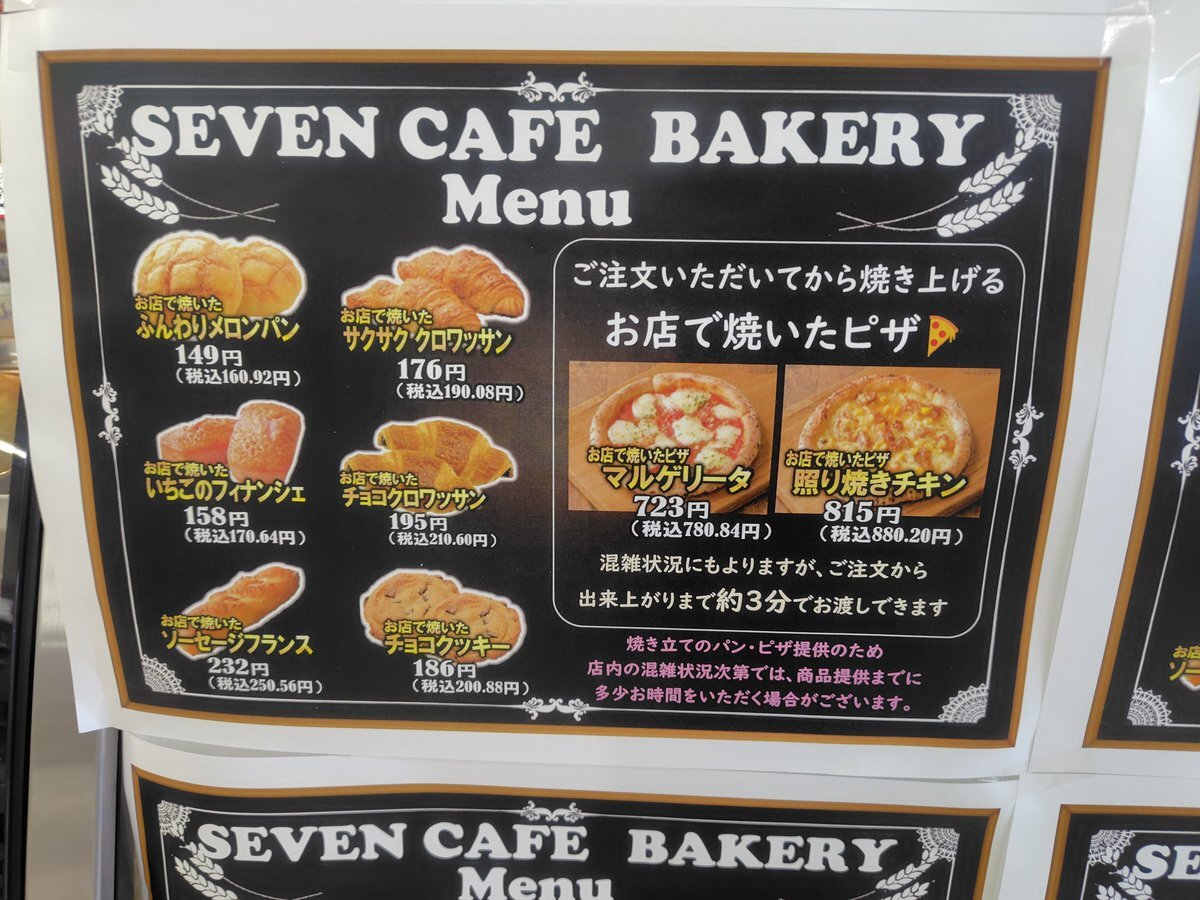 SEVEN CAFE BAKERY
Menu
お店で焼いた
ふんわりメロンパン
149円
(税込160.92円)
お店で焼いた
サクサク クロワッサン
176円
(税込190.08円)
お店で焼いた
いちごのフィナンシェ
158円
(税込170.64円)
お店で焼いた
チョコクロワッサン
195円
(税込210.60円)
お店で焼いた
ソーセージフランス
232円
(税込250.56円)
お店で焼いた
チョコクッキー
186円
(税込200.88円)
ご注文いただいてから焼き上げる
お店で焼いたピザ
お店で焼いたピザ
マルゲリータ
723円
(税込780.84円)
お店で焼いたピザ
照り焼きチキン
815円
(税込880.20円)
混雑状況にもよりますが、ご注文から
出来上がりまで約3分でお渡しできます
焼き立てのパン・ピザ提供のため
店内の混雑状況次第では、商品提供までに
多少お時間をいただく場合がございます。
SEVEN CAFE BAKERY
Menu
SE
お店
ソー